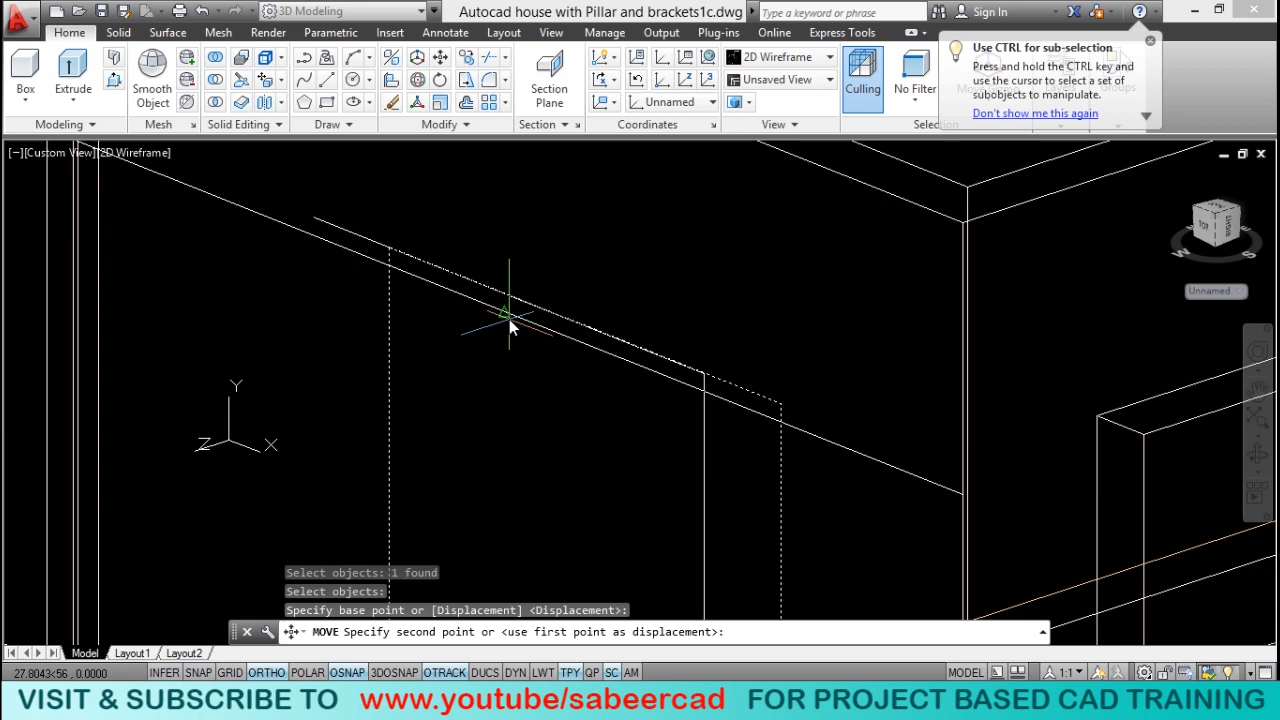 3D Modeling
Autocad house with Pillar and brackets1c.dwg
Type a keyword or phrase
Sign In
Home Solid Surface Mesh Render Parametric Insert Annotate Layout View Manage Output Plug-ins Online Express Tools
Use CTRL for sub-selection
Press and hold the CTRL key and
use the cursor to select a set of
subobjects to manipulate.
Don't show me this again
Box
Extrude
Smooth
Object
Section
Plane
Unnamed
2D Wireframe
Unsaved View
Culling
No Filter
Groups
Modeling Mesh Solid Editing Draw Modify Section Coordinates View Selec
[−][Custom View][2D Wireframe]
TOP
RIGHT
W
S
Unnamed
Y
Z
X
Select objects: 1 found
Select objects:
Specify base point or [Displacement] <Displacement>:
MOVE Specify second point or <use first point as displacement>:
Model Layout1 Layout2
27.8043<56, 0.0000
INFER SNAP GRID ORTHO POLAR OSNAP 3DOSNAP OTRACK DUCS DYN LWT TPY QP SC AM
MODEL
1:1
VISIT & SUBSCRIBE TO www.youtube/sabeercad FOR PROJECT BASED CAD TRAINING